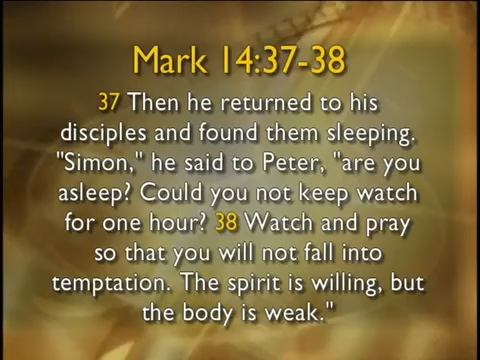 Mark 14:37-38
37 Then he returned to his
disciples and found them sleeping.
"Simon," he said to Peter, "are you
asleep? Could you not keep watch
for one hour? 38 Watch and pray
so that you will not fall into
temptation. The spirit is willing, but
the body is weak."